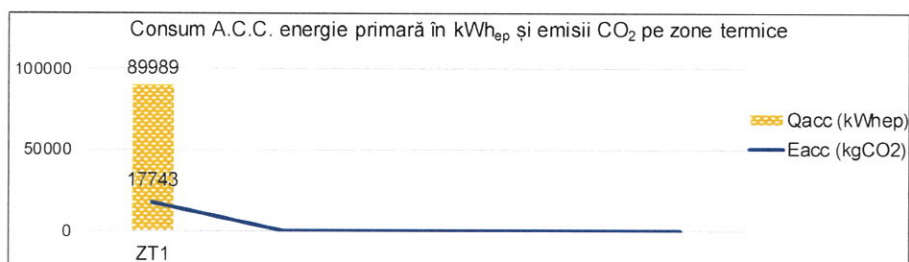 Consum A.C.C. energie primară în kWhep și emisii CO2 pe zone termice
100000
89989
50000
17743
0
ZT1
Qacc (kWhep)
Eacc (kgCO2)